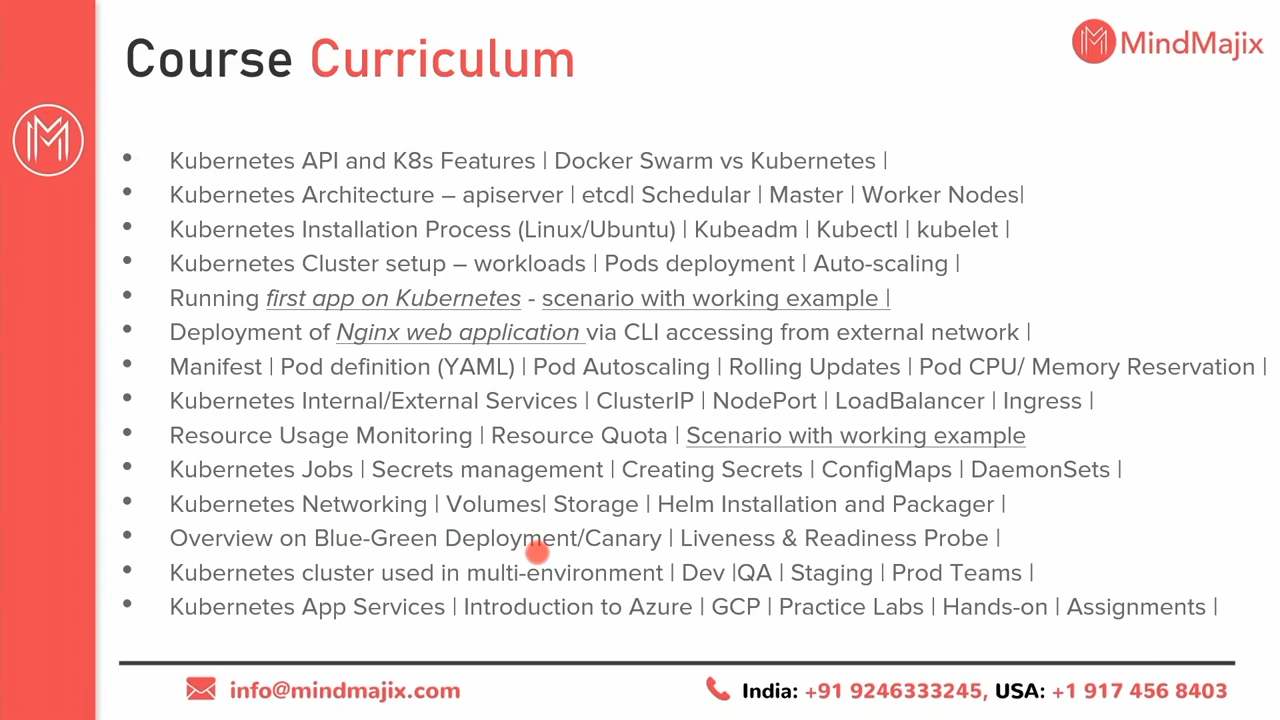 Course Curriculum
MindMajix
Kubernetes API and K8s Features | Docker Swarm vs Kubernetes |
Kubernetes Architecture – apiserver | etcd| Schedular | Master | Worker Nodes|
Kubernetes Installation Process (Linux/Ubuntu) | Kubeadm | Kubectl | kubelet |
Kubernetes Cluster setup – workloads | Pods deployment | Auto-scaling |
Running first app on Kubernetes - scenario with working example |
Deployment of Nginx web application via CLI accessing from external network |
Manifest | Pod definition (YAML) | Pod Autoscaling | Rolling Updates | Pod CPU/ Memory Reservation |
Kubernetes Internal/External Services | ClusterIP | NodePort | LoadBalancer | Ingress |
Resource Usage Monitoring | Resource Quota | Scenario with working example
Kubernetes Jobs | Secrets management | Creating Secrets | ConfigMaps | DaemonSets |
Kubernetes Networking | Volumes| Storage | Helm Installation and Packager |
Overview on Blue-Green Deployment/Canary | Liveness & Readiness Probe |
Kubernetes cluster used in multi-environment | Dev |QA | Staging | Prod Teams |
Kubernetes App Services | Introduction to Azure | GCP | Practice Labs | Hands-on | Assignments |
info@mindmajix.com
India: +91 9246333245, USA: +1 917 456 8403